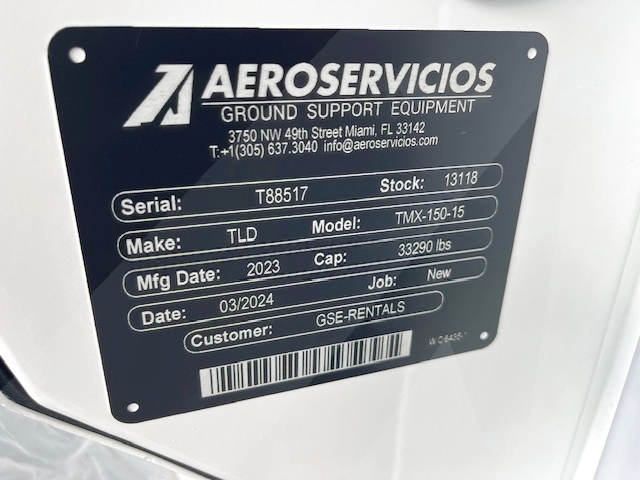 AEROSERVICIOS
GROUND SUPPORT EQUIPMENT
3750 NW 49th Street Miami, FL 33142
T:+1(305) 637.3040 info@aeroservicios.com
Serial: T88517 Stock: 13118
Make: TLD Model: TMX-150-15
Mfg Date: 2023 Cap: 33290 lbs
Date: 03/2024 Job: New
Customer: GSE-RENTALS